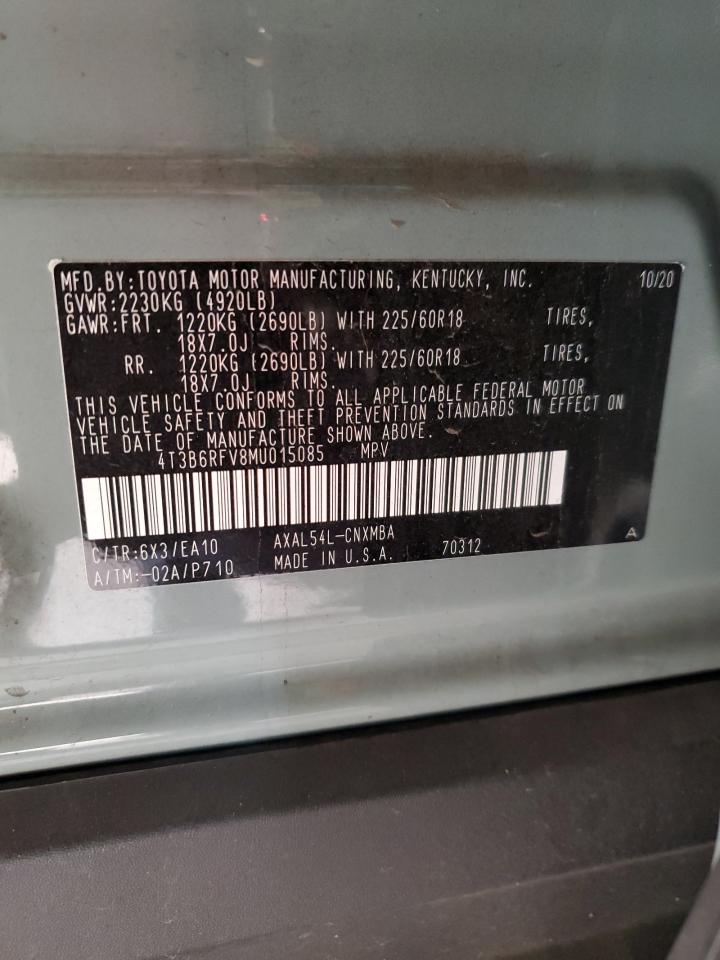 MFD.BY:TOYOTA MOTOR MANUFACTURING, KENTUCKY, INC. 10/20
GVWR:2230KG (4920LB)
GAWR:FRT. 1220KG (2690LB) WITH 225/60R18 TIRES,
18X7.0J RIMS.
RR. 1220KG (2690LB) WITH 225/60R18 TIRES,
18X7.0J RIMS.
THIS VEHICLE CONFORMS TO ALL APPLICABLE FEDERAL MOTOR
VEHICLE SAFETY AND THEFT PREVENTION STANDARDS IN EFFECT ON
THE DATE OF MANUFACTURE SHOWN ABOVE.
4T3B6RFV8MU015085 MPV
C/TR:6X3/EA10 AXAL54L-CNXMBA A
A/TM:-02A/P710 MADE IN U.S.A. 70312